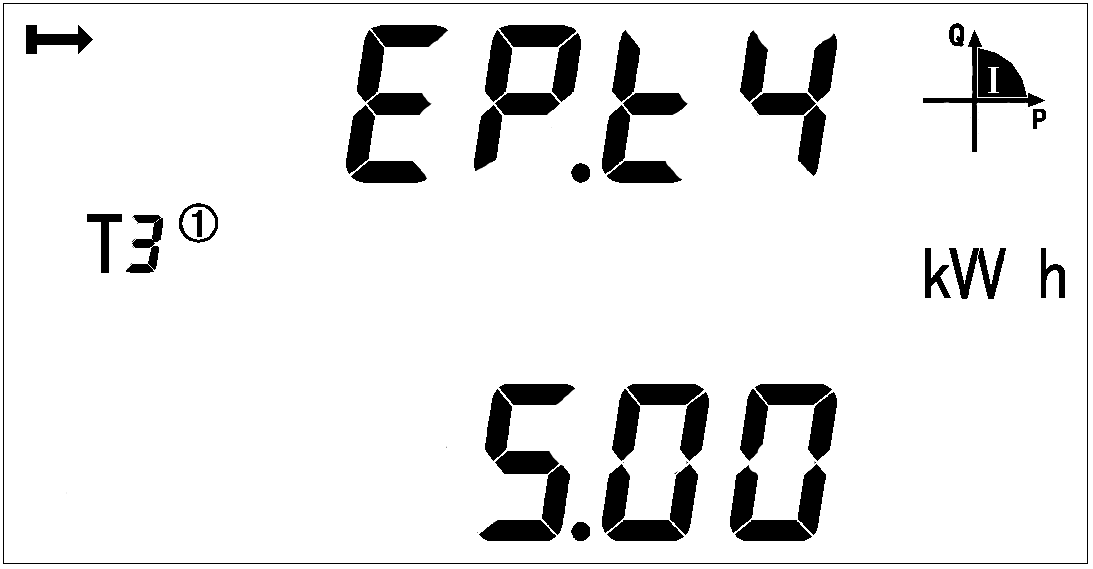 EP.t4
Q
I
P
T3 ①
kW h
5.00